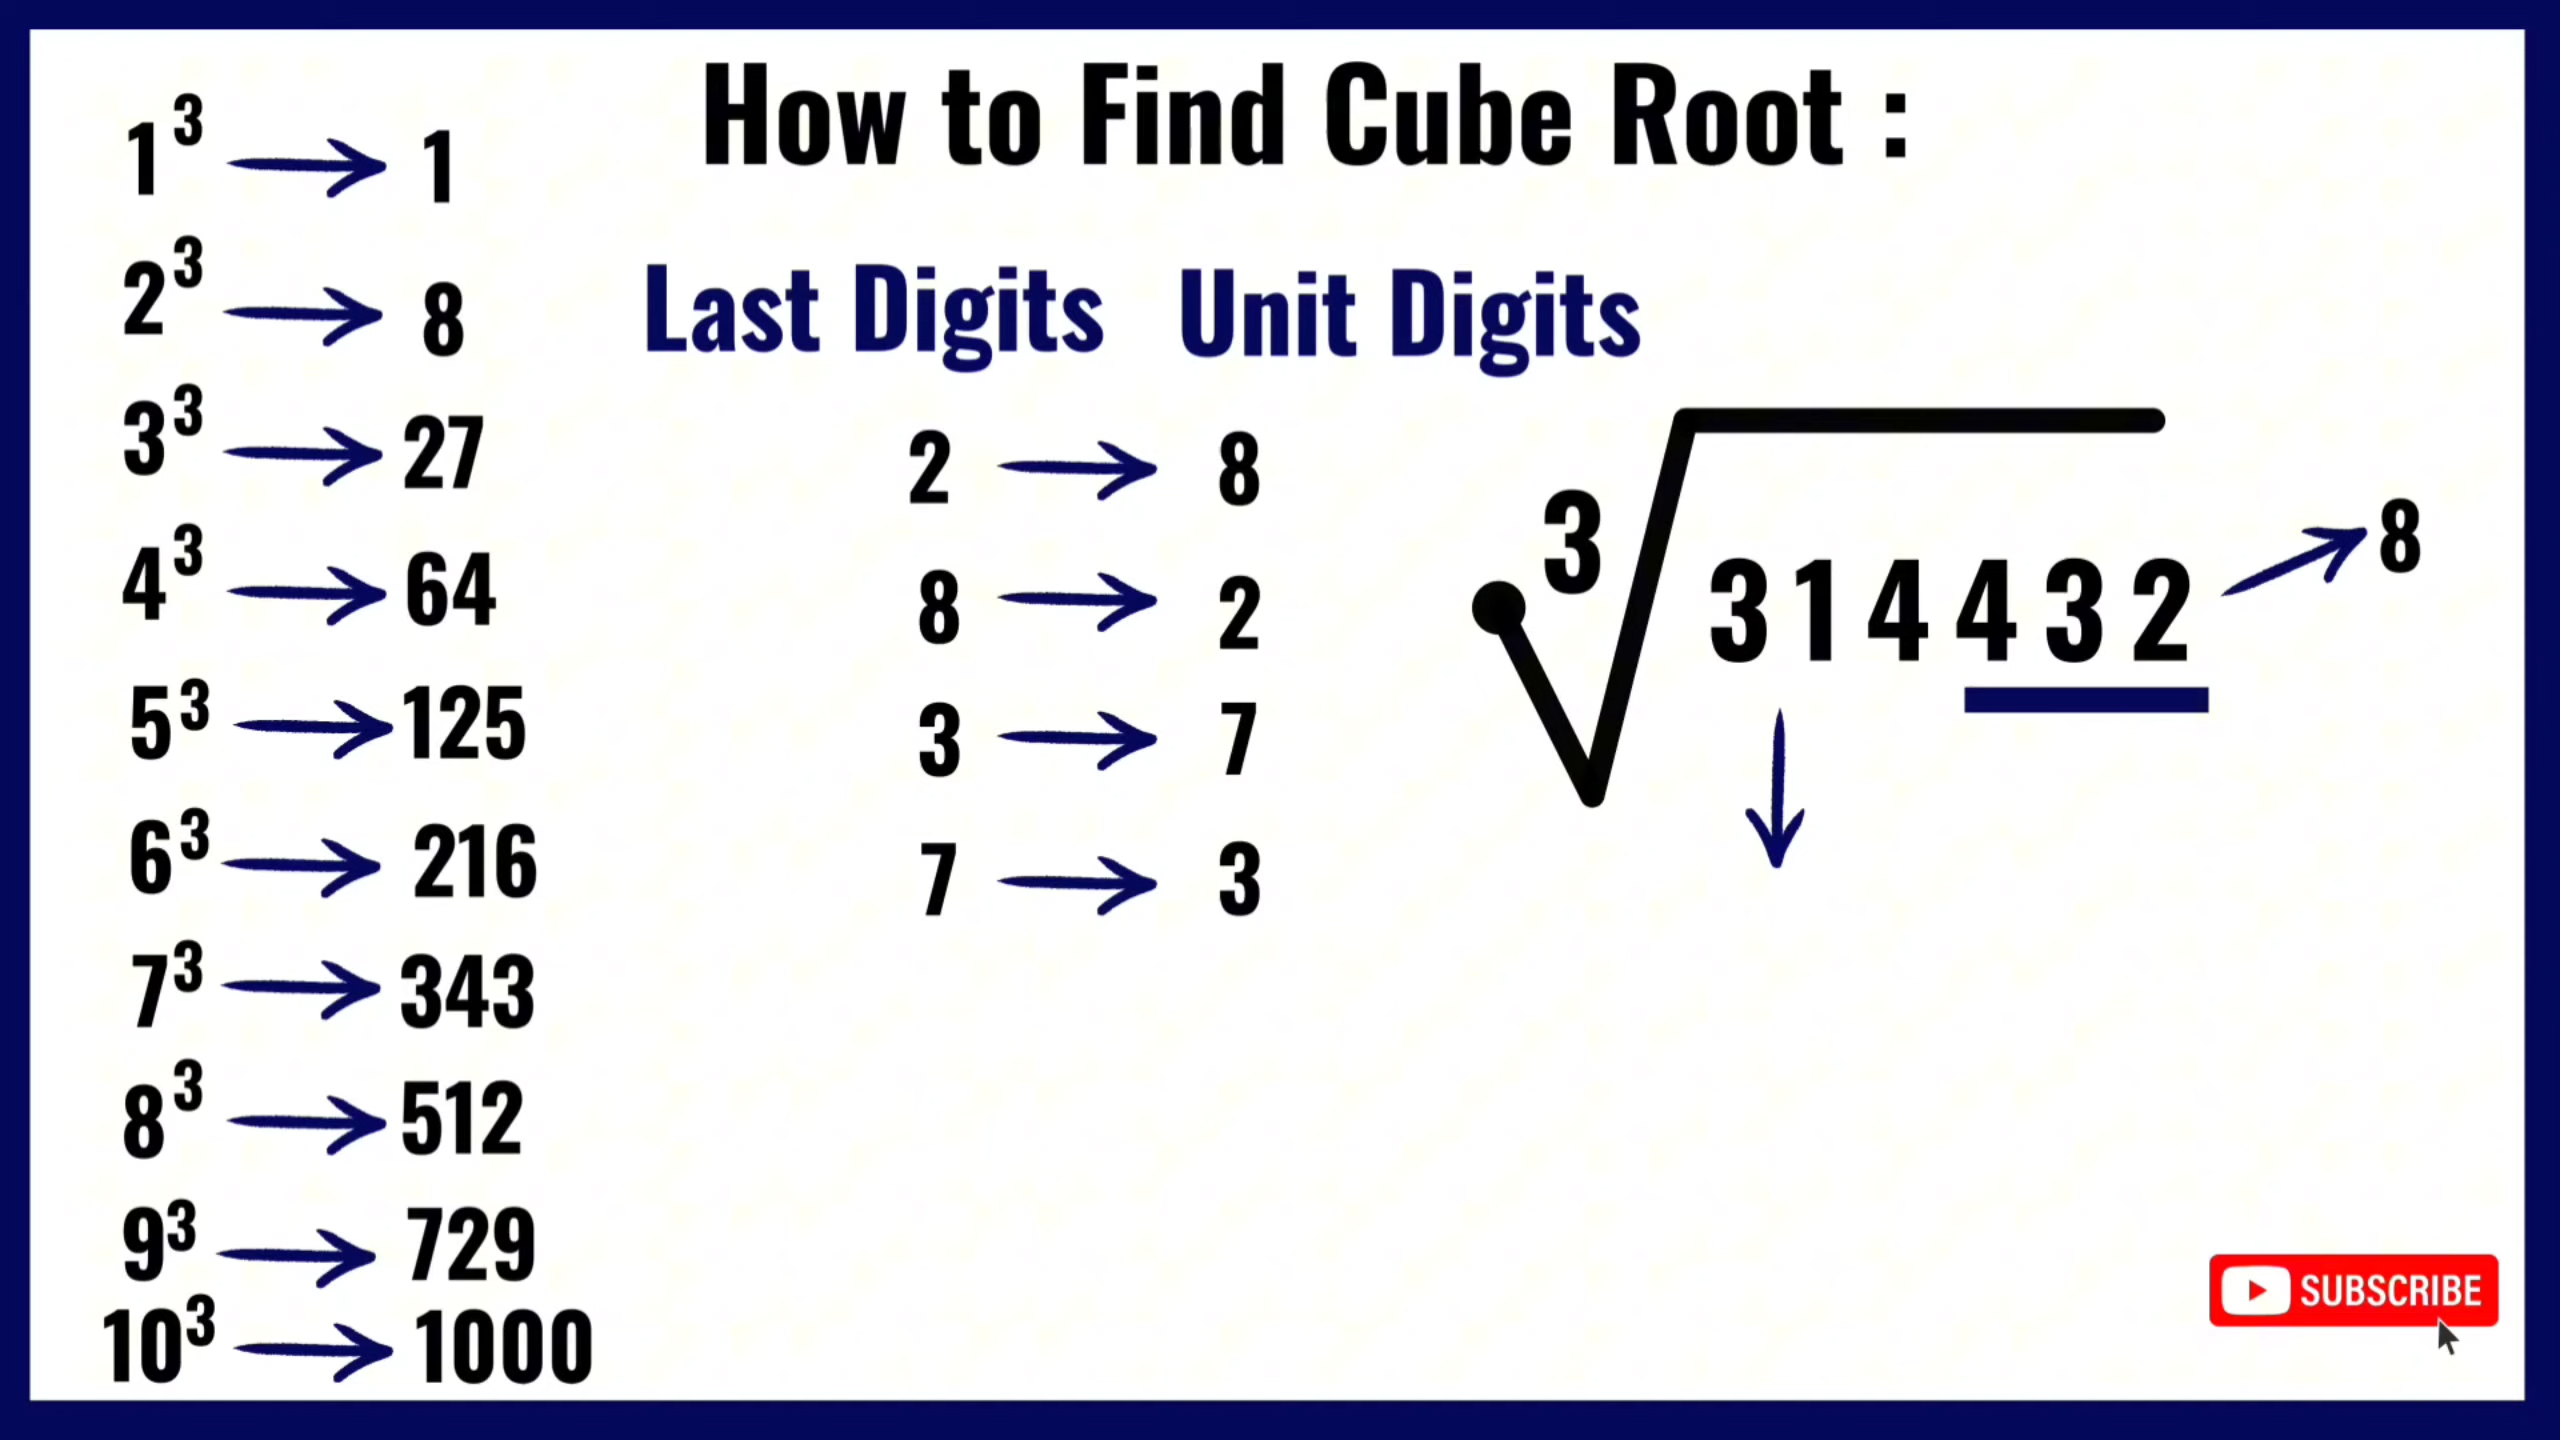 How to Find Cube Root :
1³ → 1
2³ → 8
3³ → 27
4³ → 64
5³ → 125
6³ → 216
7³ → 343
8³ → 512
9³ → 729
10³ → 1000
Last Digits Unit Digits
2 → 8
8 → 2
3 → 7
7 → 3
3
314432
8
SUBSCRIBE